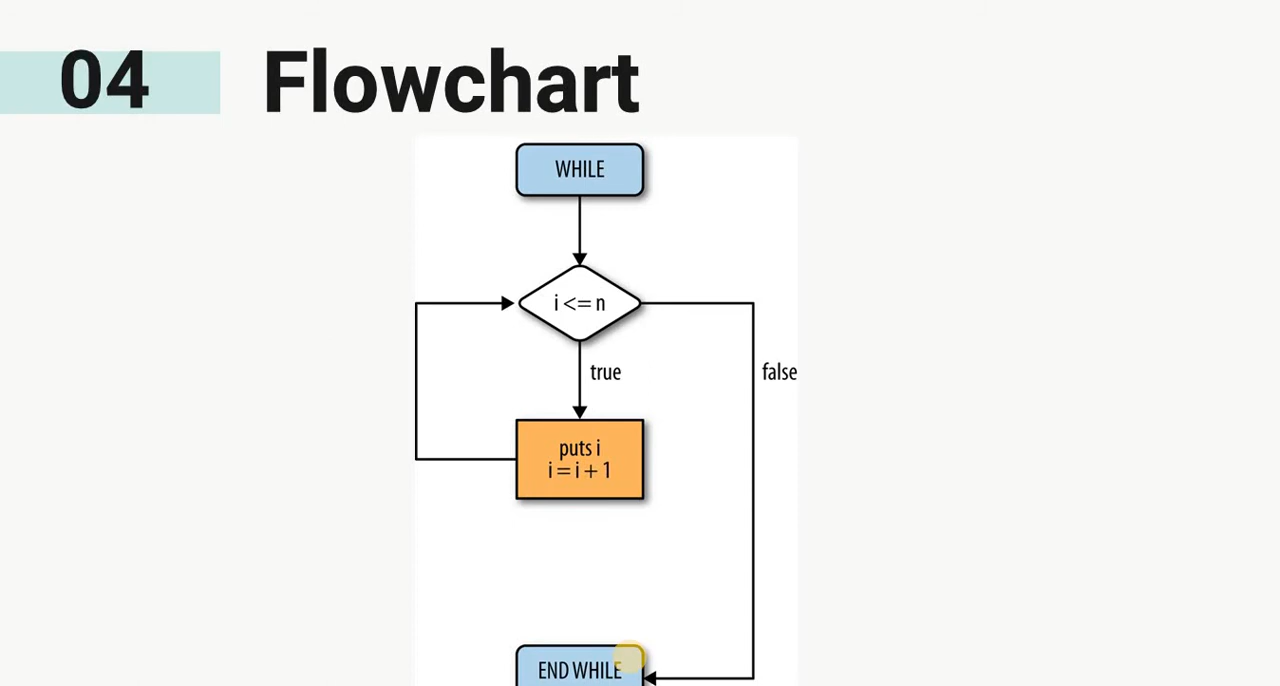 04 Flowchart
WHILE
i <= n
true
false
puts i
i = i + 1
END WHILE